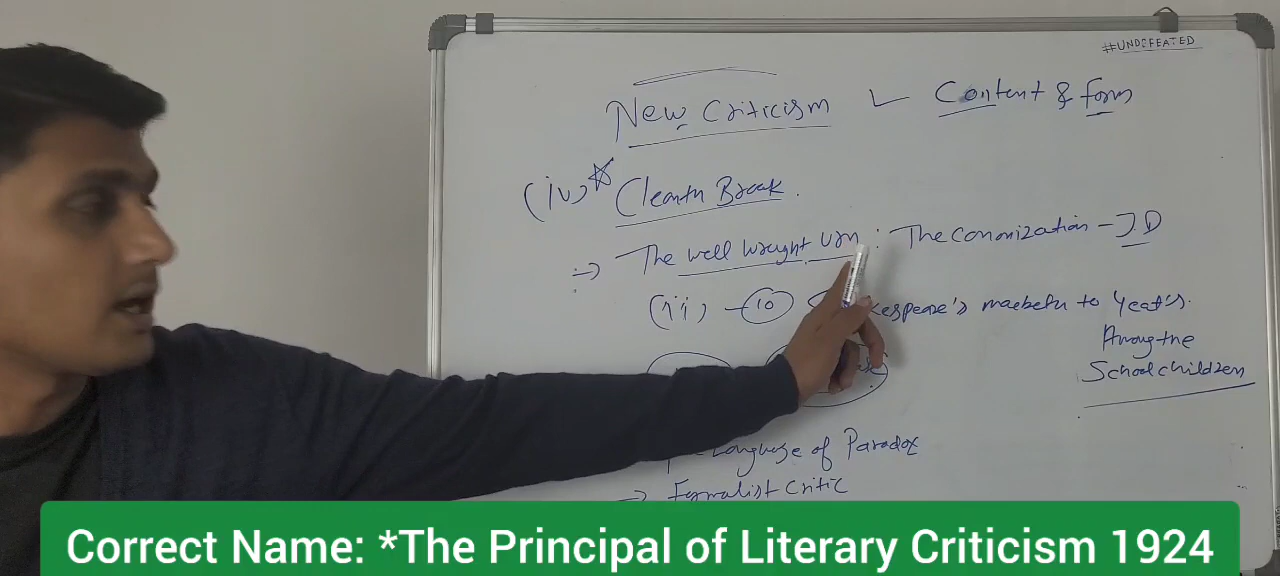 #UNDEFEATED
New Criticism ✓ Content & form
(iv)* Cleanth Break.
:→ The well wrought urn : The Canonization - J D
(ii) - 10 kespeare's macbeth to Yeat's.
Among the
School children
Language of Paradox
→ Formalist Critic
Correct Name: *The Principal of Literary Criticism 1924